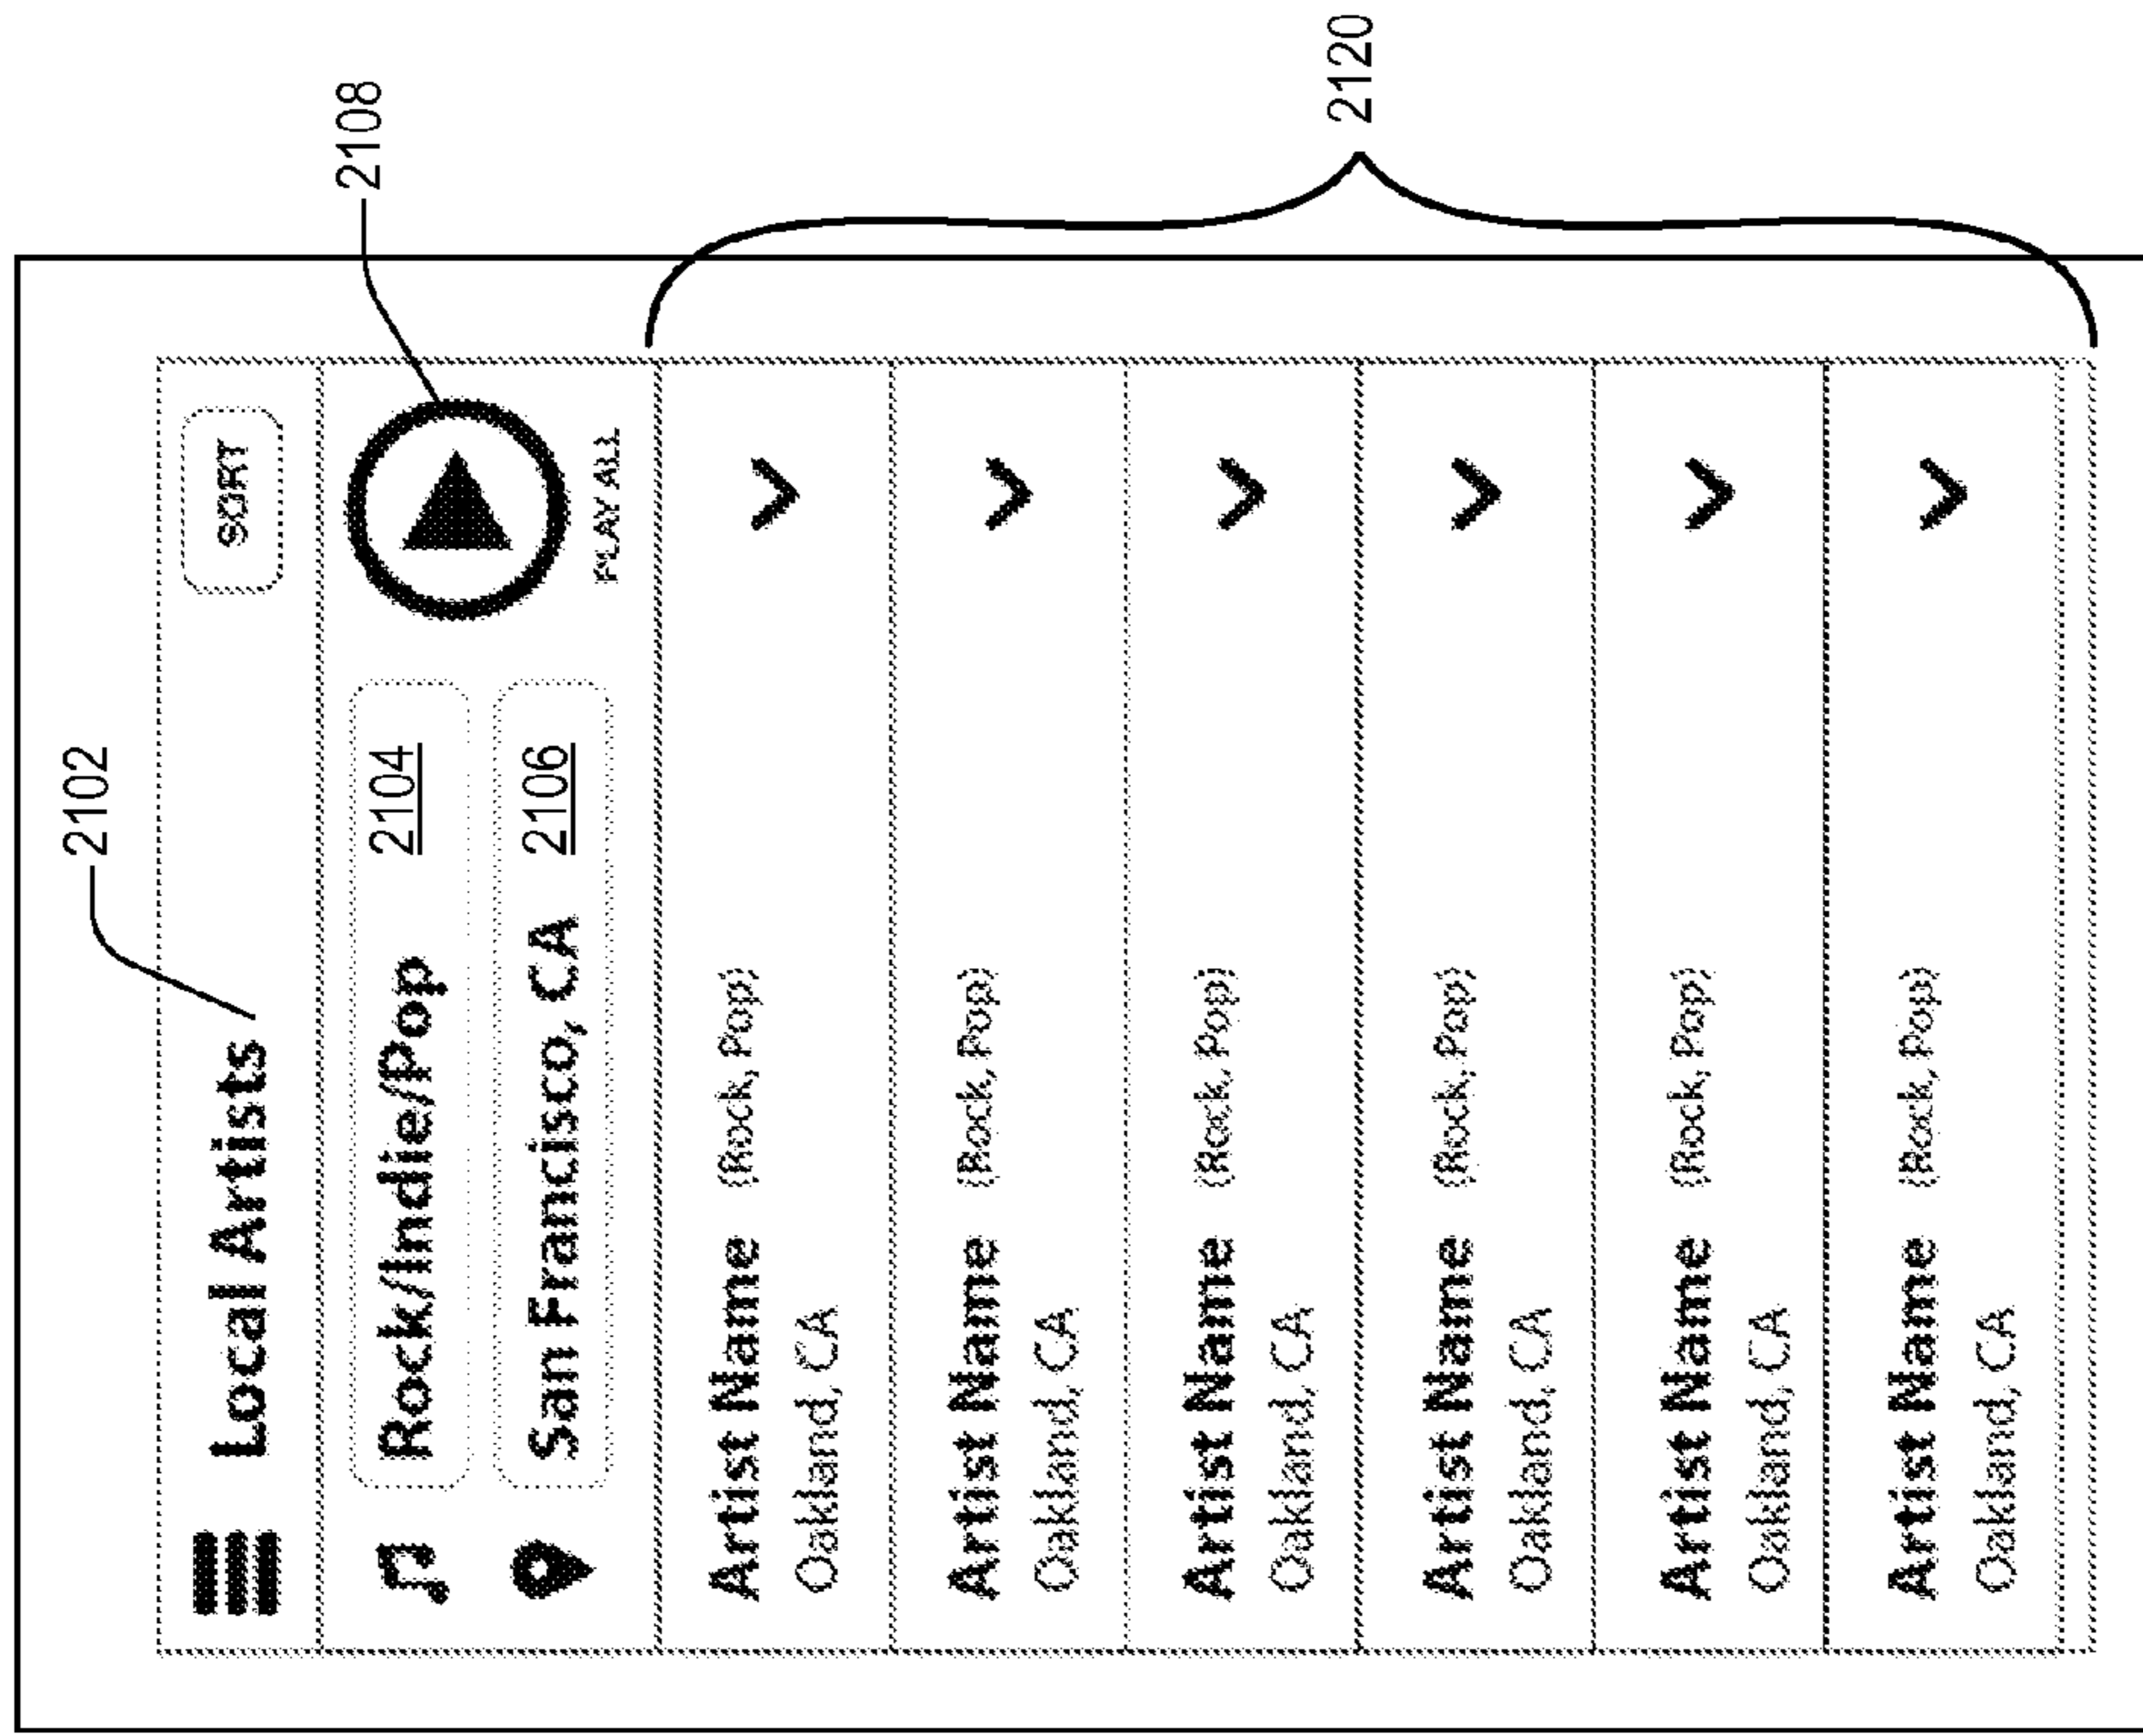 2102
2108
Local Artists
SORT
Rock/Indie/Pop 2104
San Francisco, CA 2106
PLAY ALL
Artist Name (Rock, Pop)
Oakland, CA
Artist Name (Rock, Pop)
Oakland, CA
Artist Name (Rock, Pop)
Oakland, CA
Artist Name (Rock, Pop)
Oakland, CA
Artist Name (Rock, Pop)
Oakland, CA
Artist Name (Rock, Pop)
Oakland, CA
2120